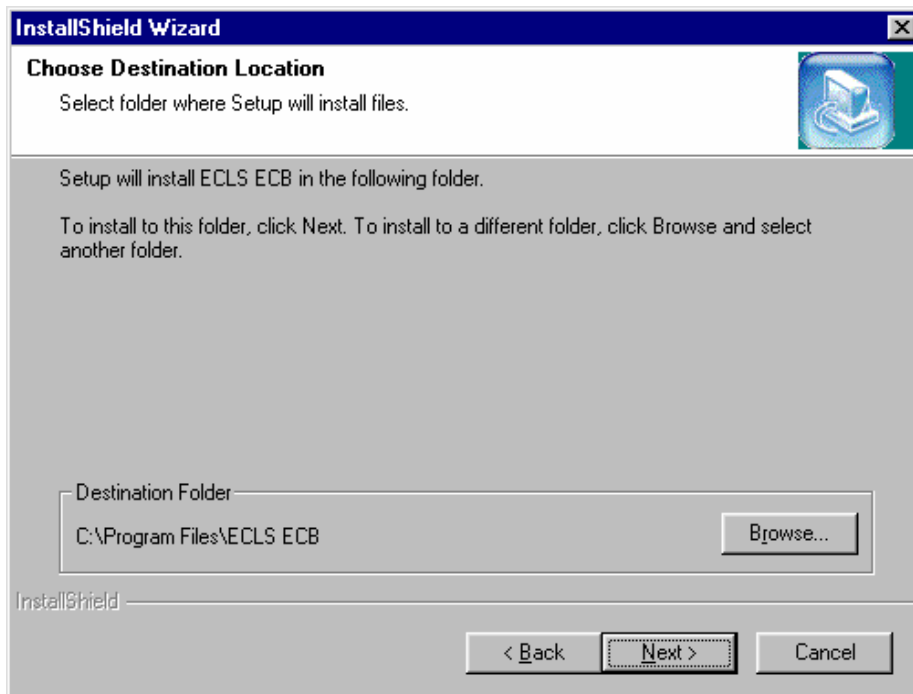 InstallShield Wizard
Choose Destination Location
Select folder where Setup will install files.
Setup will install ECLS ECB in the following folder.
To install to this folder, click Next. To install to a different folder, click Browse and select
another folder.
Destination Folder
C:\Program Files\ECLS ECB
Browse...
InstallShield
< Back
Next >
Cancel